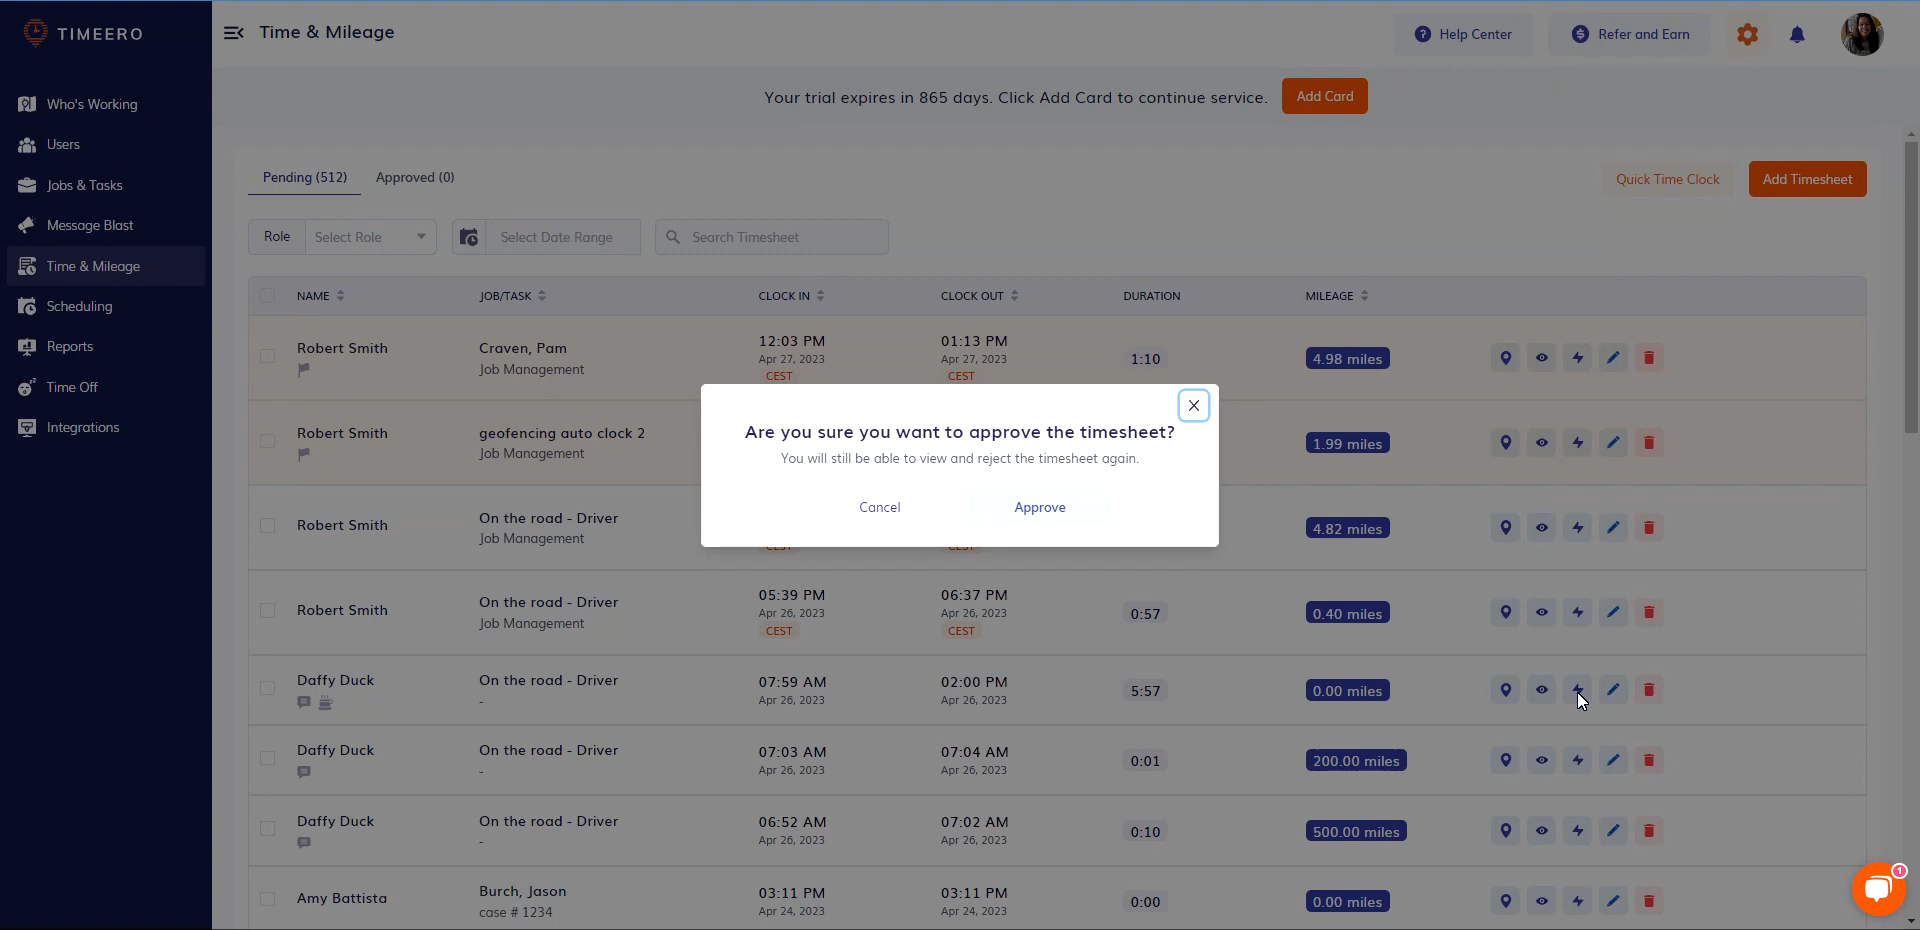 TIMEERO
Time & Mileage
Help Center
Refer and Earn
Who's Working
Users
Jobs & Tasks
Message Blast
Time & Mileage
Scheduling
Reports
Time Off
Integrations
Your trial expires in 865 days. Click Add Card to continue service.
Add Card
Pending (512)
Approved (0)
Quick Time Clock
Add Timesheet
Role
Select Role
Select Date Range
Search Timesheet
NAME
JOB/TASK
CLOCK IN
CLOCK OUT
DURATION
MILEAGE
Robert Smith
Craven, Pam
Job Management
12:03 PM
Apr 27, 2023
CEST
01:13 PM
Apr 27, 2023
CEST
1:10
4.98 miles
Robert Smith
geofencing auto clock 2
Job Management
1.99 miles
Are you sure you want to approve the timesheet?
You will still be able to view and reject the timesheet again.
Cancel
Approve
Robert Smith
On the road - Driver
Job Management
CEST
CEST
4.82 miles
Robert Smith
On the road - Driver
Job Management
05:39 PM
Apr 26, 2023
CEST
06:37 PM
Apr 26, 2023
CEST
0:57
0.40 miles
Daffy Duck
On the road - Driver
-
07:59 AM
Apr 26, 2023
02:00 PM
Apr 26, 2023
5:57
0.00 miles
Daffy Duck
On the road - Driver
-
07:03 AM
Apr 26, 2023
07:04 AM
Apr 26, 2023
0:01
200.00 miles
Daffy Duck
On the road - Driver
-
06:52 AM
Apr 26, 2023
07:02 AM
Apr 26, 2023
0:10
500.00 miles
Amy Battista
Burch, Jason
case # 1234
03:11 PM
Apr 24, 2023
03:11 PM
Apr 24, 2023
0:00
0.00 miles
1